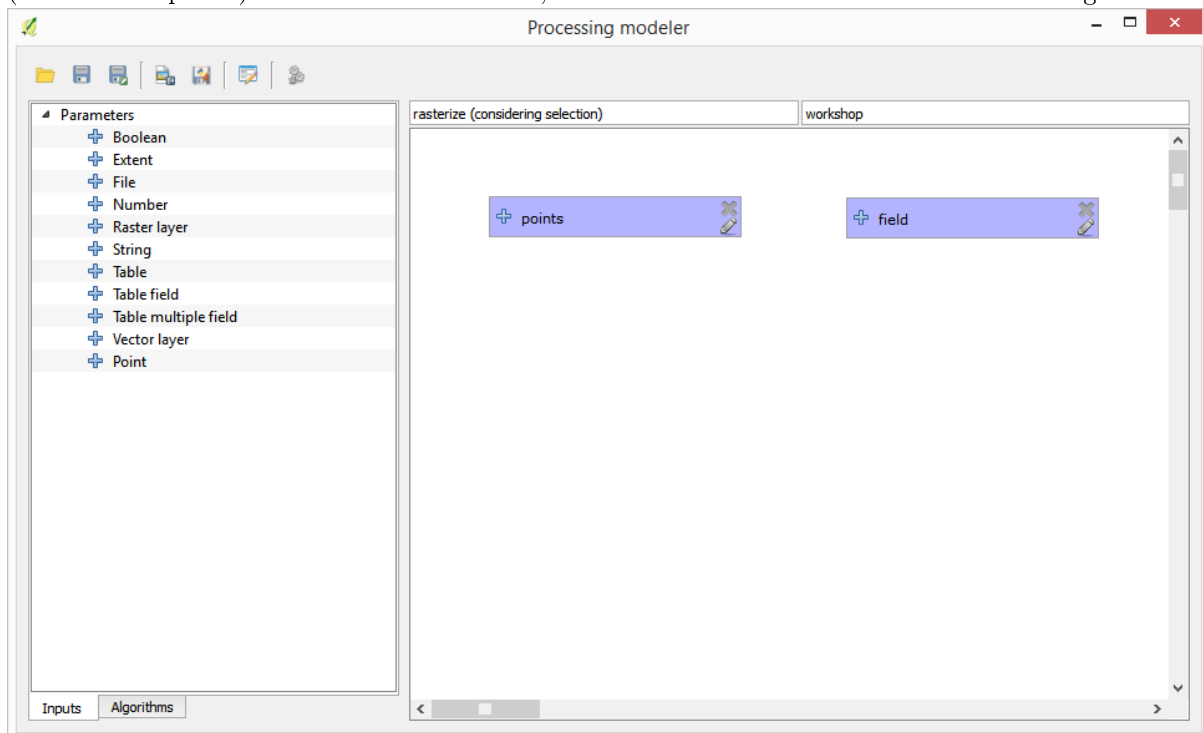 Processing modeler
Parameters
Boolean
Extent
File
Number
Raster layer
String
Table
Table field
Table multiple field
Vector layer
Point
Inputs
Algorithms
rasterize (considering selection)
workshop
points
field